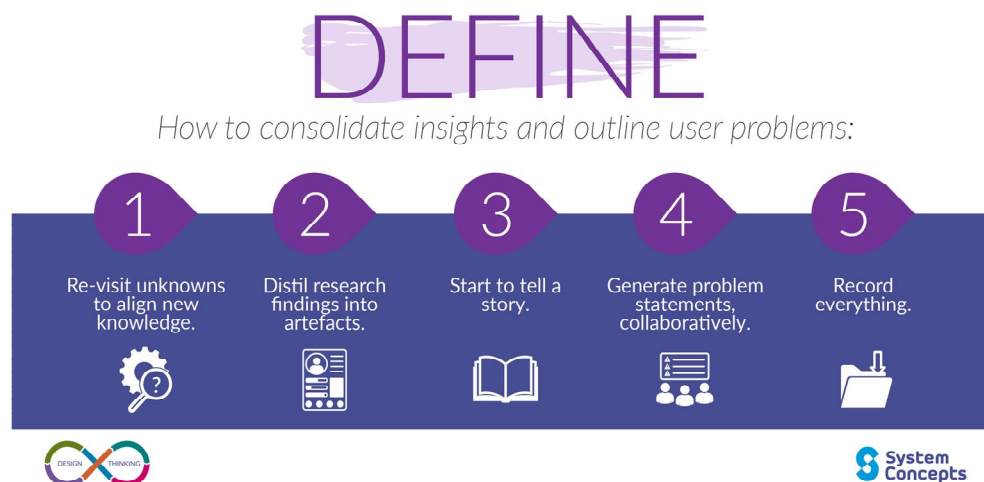 DEFINE
How to consolidate insights and outline user problems:
1
Re-visit unknowns
to align new
knowledge.
?
2
Distil research
findings into
artefacts.
3
Start to tell a
story.
4
Generate problem
statements,
collaboratively.
5
Record
everything.
DESIGN THINKING
System
Concepts